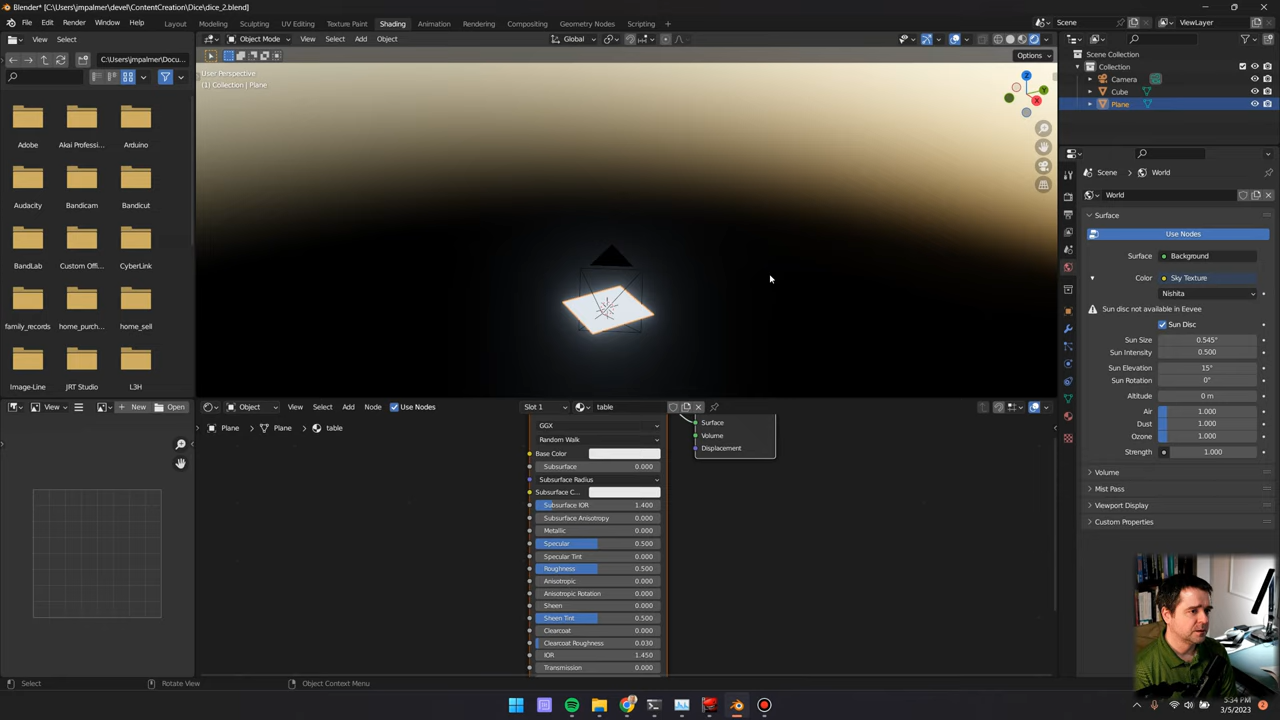 Blender* [C:\Users\jmpalmer\devel\ContentCreation\Dice\dice_2.blend]
File Edit Render Window Help Layout Modeling Sculpting UV Editing Texture Paint Shading Animation Rendering Compositing Geometry Nodes Scripting Scene ViewLayer
View Select Object Mode View Select Add Object Global
C:\Users\jmpalmer\Docu...
Options
User Perspective
(1) Collection | Plane
Z
Y
X
Scene Collection
Collection
Camera
Cube
Plane
Adobe Akai Professi... Arduino
Audacity Bandicam Bandicut
BandLab Custom Offi... CyberLink
family_records home_purch... home_sell
Image-Line JRT Studio L3H
Scene World
World
Surface
Use Nodes
Surface Background
Color Sky Texture
Nishita
Sun disc not available in Eevee
Sun Disc
Sun Size 0.545°
Sun Intensity 0.500
Sun Elevation 15°
Sun Rotation 0°
Altitude 0 m
Air 1.000
Dust 1.000
Ozone 1.000
Strength 1.000
Volume
Mist Pass
Viewport Display
Custom Properties
View New Open
Object View Select Add Node Use Nodes Slot 1 table
Plane Plane table
GGX
Random Walk
Base Color
Subsurface 0.000
Subsurface Radius
Subsurface C...
Subsurface IOR 1.400
Subsurface Anisotropy 0.000
Metallic 0.000
Specular 0.500
Specular Tint 0.000
Roughness 0.500
Anisotropic 0.000
Anisotropic Rotation 0.000
Sheen 0.000
Sheen Tint 0.500
Clearcoat 0.000
Clearcoat Roughness 0.030
IOR 1.450
Transmission 0.000
Surface
Volume
Displacement
Select Rotate View Object Context Menu
5:34 PM
3/5/2023